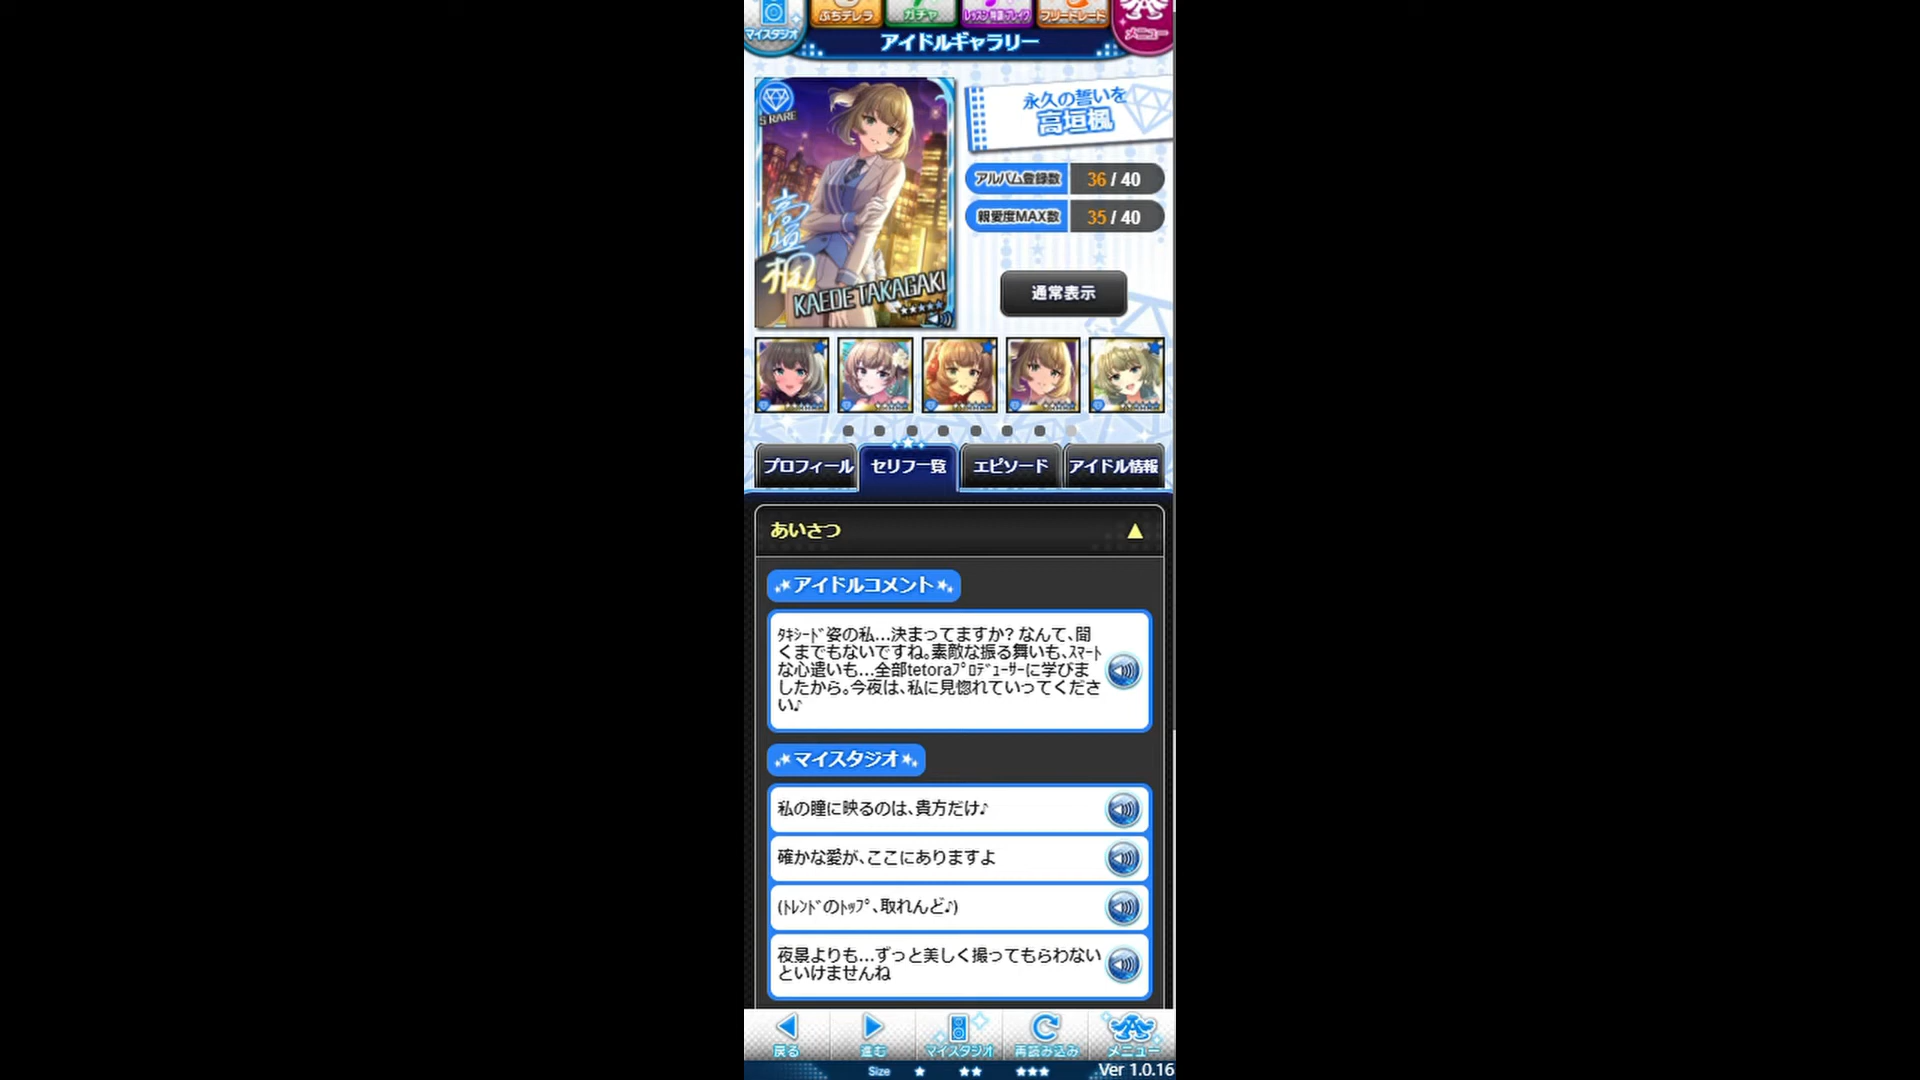 マイスタジオ
ぷちデレラ
ガチャ
フリートレード
メニュー
アイドルギャラリー
S RARE
高垣楓
KAEDE TAKAGAKI
永久の誓いを
高垣楓
アルバム登録数 36 / 40
親愛度MAX数 35 / 40
通常表示
プロフィール
セリフ一覧
エピソード
アイドル情報
あいさつ
アイドルコメント
ﾀｷｼｰﾄﾞ姿の私…決まってますか？なんて､聞
くまでもないですね｡素敵な振る舞いも､ｽﾏｰﾄ
な心遣いも…全部tetoraﾌﾟﾛﾃﾞｭｰｻｰに学びま
したから｡今夜は､私に見惚れていってくださ
い♪
マイスタジオ
私の瞳に映るのは､貴方だけ♪
確かな愛が､ここにありますよ
(ﾄﾚﾝﾄﾞのﾄｯﾌﾟ､取れんど♪)
夜景よりも…ずっと美しく撮ってもらわない
といけませんね
戻る
進む
マイスタジオ
再読み込み
メニュー
Size ★ ★★ ★★★
Ver 1.0.16